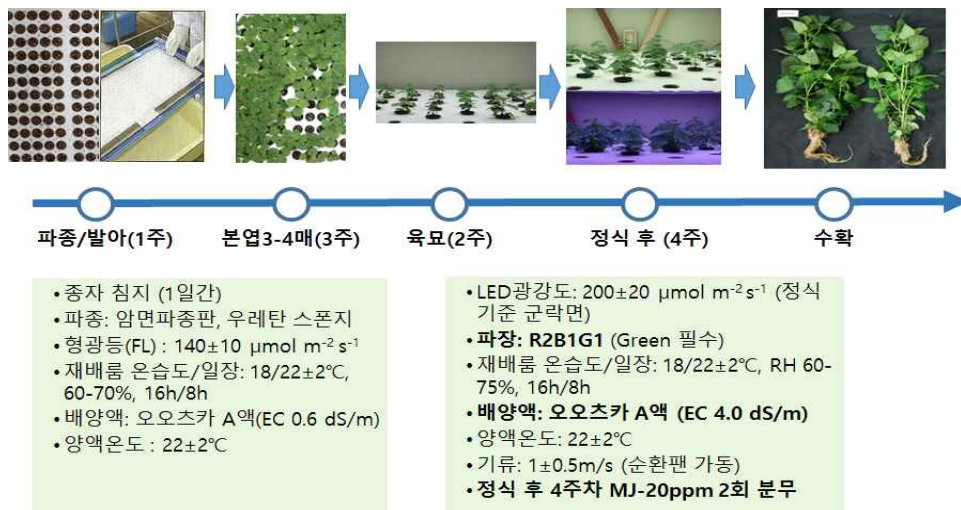 파종/발아(1주)
본엽3-4매(3주)
육묘(2주)
정식 후 (4주)
수확
•종자 침지 (1일간)
•파종: 암면파종판, 우레탄 스폰지
•형광등(FL) : 140±10 μmol m⁻² s⁻¹
•재배룸 온습도/일장: 18/22±2℃,
60-70%, 16h/8h
•배양액: 오오츠카 A액(EC 0.6 dS/m)
•양액온도 : 22±2℃
•LED광강도: 200±20 μmol m⁻² s⁻¹ (정식
기준 군락면)
•파장: R2B1G1 (Green 필수)
•재배룸 온습도/일장: 18/22±2℃, RH 60-
75%, 16h/8h
•배양액: 오오츠카 A액 (EC 4.0 dS/m)
•양액온도: 22±2℃
•기류: 1±0.5m/s (순환팬 가동)
•정식 후 4주차 MJ-20ppm 2회 분무